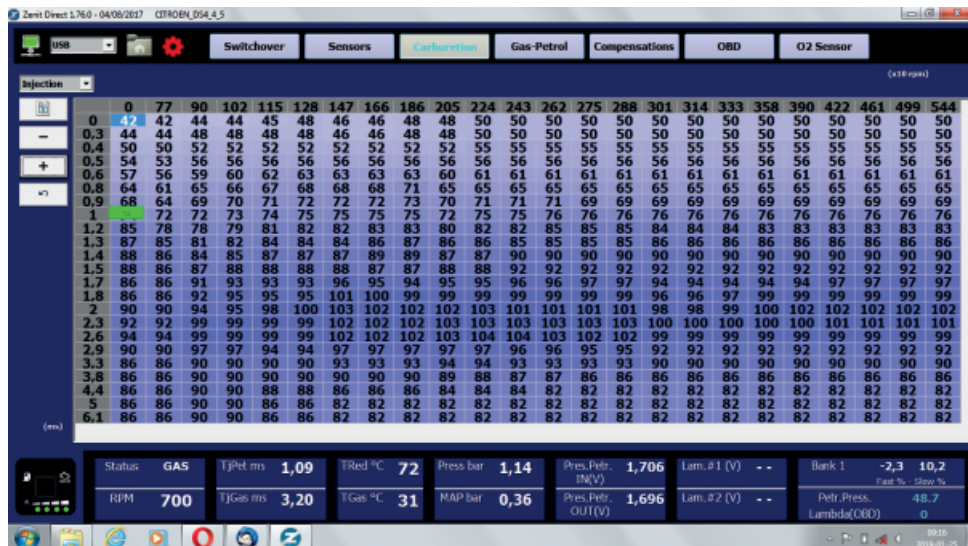 Zenit Direct 1.76.0 - 04/08/2017 CITROEN_DS4_4_5
USB Switchover Sensors Carburetion Gas-Petrol Compensations OBD O2 Sensor
Injection (x10 rpm)
0 77 90 102 115 128 147 166 186 205 224 243 262 275 288 301 314 333 358 390 422 461 499 544
0 42 42 44 44 45 48 46 46 48 48 50 50 50 50 50 50 50 50 50 50 50 50 50 50
0,3 44 44 48 48 48 48 46 46 48 48 50 50 50 50 50 50 50 50 50 50 50 50 50 50
0,4 50 50 52 52 52 52 52 52 52 52 55 55 55 55 55 55 55 55 55 55 55 55 55 55
0,5 54 53 56 56 56 56 56 56 56 56 56 56 56 56 56 56 56 56 56 56 56 56 56 56
0,6 57 56 59 60 62 63 63 63 63 60 61 61 61 61 61 61 61 61 61 61 61 61 61 61
0,8 64 61 65 66 67 68 68 68 71 65 65 65 65 65 65 65 65 65 65 65 65 65 65 65
0,9 68 64 69 70 71 72 72 72 73 70 71 71 71 69 69 69 69 69 69 69 69 69 69 69
1 72 72 73 74 75 75 75 75 72 75 75 76 76 76 76 76 76 76 76 76 76 76 76
1,2 85 78 78 79 81 82 82 83 83 80 82 82 85 85 85 84 84 84 83 83 83 83 83 83
1,3 87 85 81 82 84 84 84 86 87 86 86 85 85 85 85 86 86 86 86 86 86 86 86 86
1,4 88 86 84 85 87 87 87 89 89 87 87 90 90 90 90 90 90 90 90 90 90 90 90 90
1,5 88 86 87 88 88 88 88 87 87 88 88 92 92 92 92 92 92 92 92 92 92 92 92 92
1,7 86 86 91 93 93 93 96 95 94 95 95 96 96 97 97 94 94 94 94 94 97 97 97 97
1,8 86 86 92 95 95 95 101 100 99 99 99 99 99 99 99 96 96 97 99 99 99 99 99 99
2 90 90 94 95 98 100 103 102 102 102 103 101 101 101 101 98 98 99 100 102 102 102 102 102
2,3 92 92 99 99 99 99 102 102 102 103 103 103 103 103 103 100 100 100 100 100 101 101 101 101
2,6 94 94 99 99 99 99 102 102 102 103 104 104 103 102 102 99 99 99 99 99 99 99 99 99
2,9 90 90 97 97 94 94 97 97 97 97 97 96 96 95 95 92 92 92 92 92 92 92 92 92
3,3 86 86 90 90 90 90 93 93 93 94 94 93 93 93 93 90 90 90 90 90 90 90 90 90
3,8 86 86 90 90 90 90 90 90 90 89 88 87 87 86 86 86 86 86 86 86 86 86 86 86
4,4 86 86 90 90 88 88 86 86 86 84 84 84 82 82 82 82 82 82 82 82 82 82 82 82
5 86 86 90 90 86 86 82 82 82 82 82 82 82 82 82 82 82 82 82 82 82 82 82 82
6,1 86 86 90 90 86 86 82 82 82 82 82 82 82 82 82 82 82 82 82 82 82 82 82 82
(ms)
Status GAS TjPet ms 1,09 TRed °C 72 Press bar 1,14 Pres.Petr. IN(V) 1,706 Lam.#1 (V) - - Bank 1 -2,3 10,2
Fast % - Slow %
RPM 700 TjGas ms 3,20 TGas °C 31 MAP bar 0,36 Pres.Petr. OUT(V) 1,696 Lam.#2 (V) - - Petr.Press. 48.7
Lambda(OBD) 0
09:16
2019-01-25